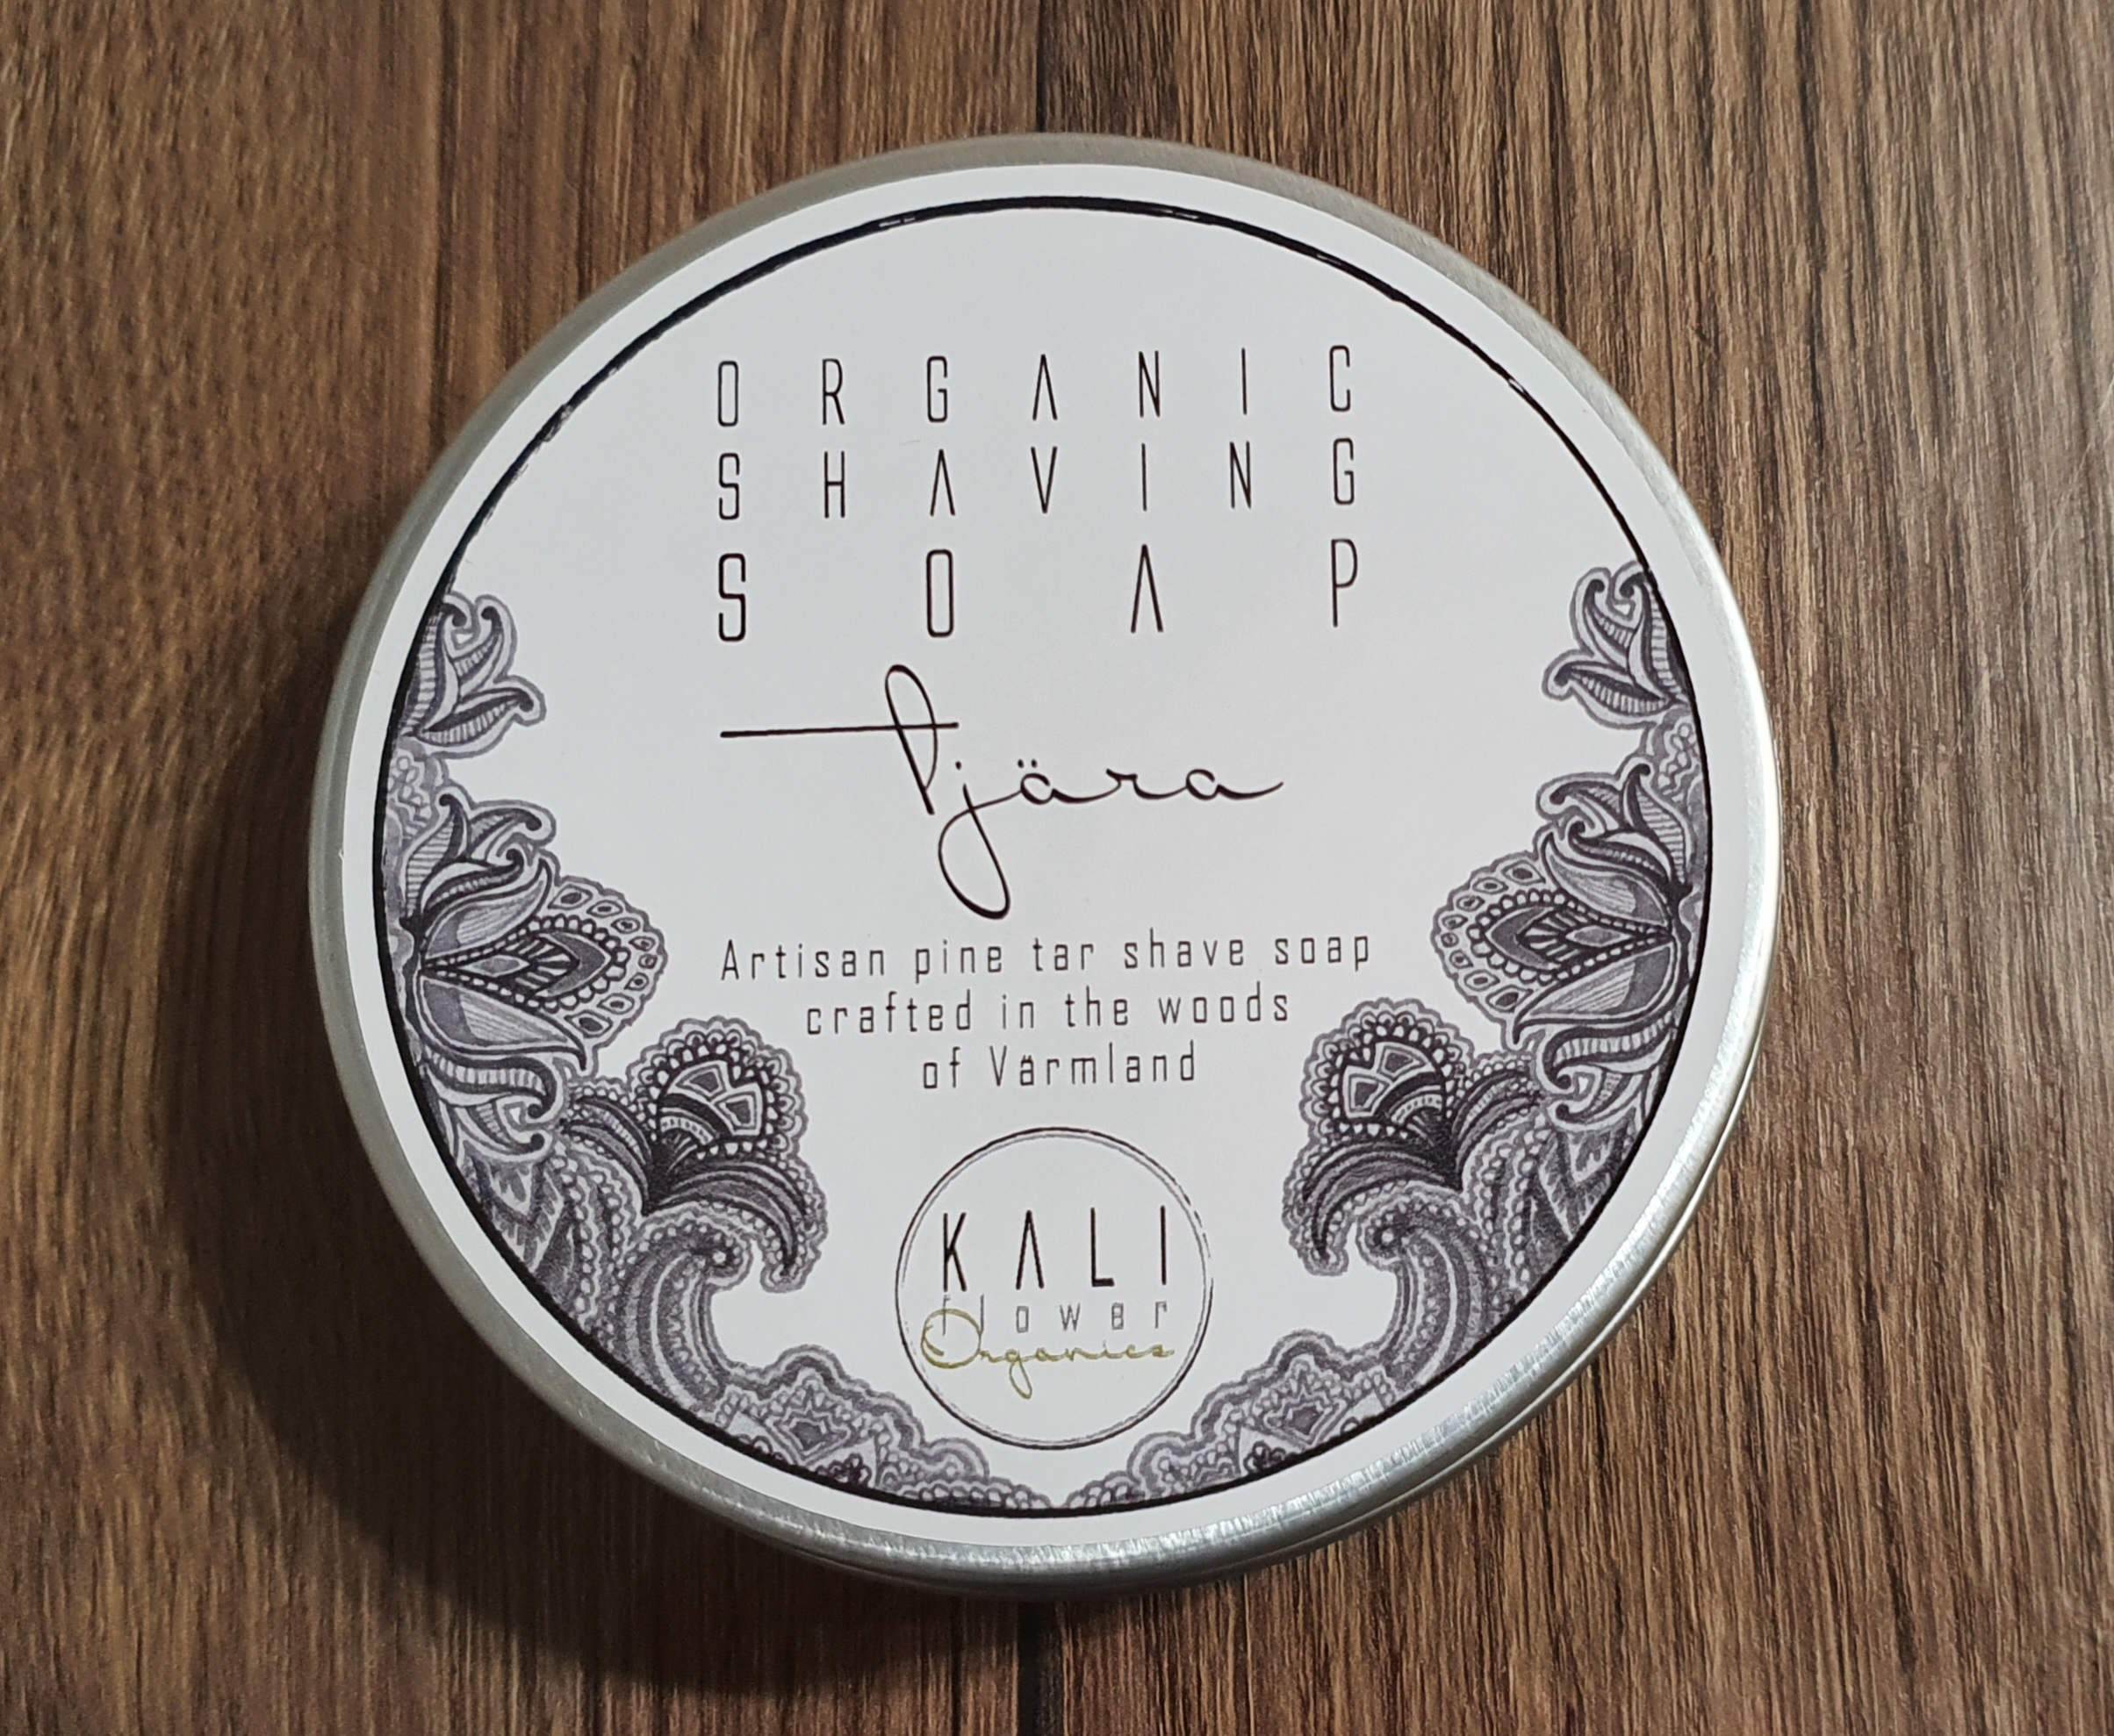 ORGANIC
SHAVING
SOAP
Tjära
Artisan pine tar shave soap
crafted in the woods
of Värmland
KALI
flower
Organics